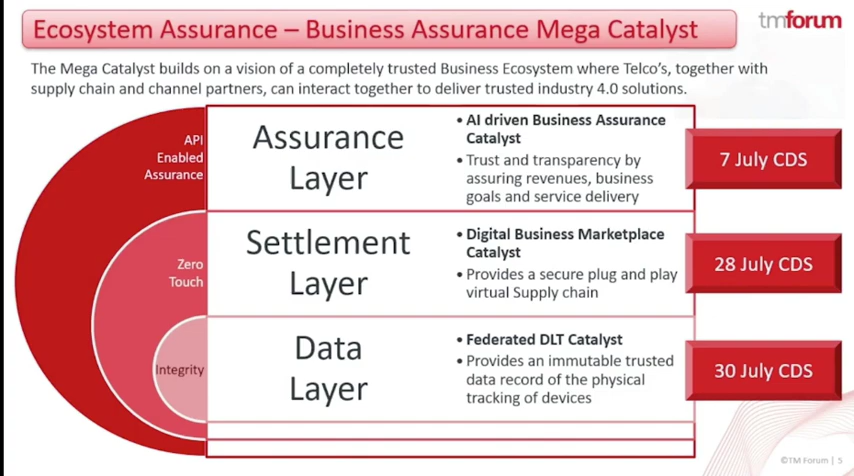 Ecosystem Assurance – Business Assurance Mega Catalyst
tmforum
The Mega Catalyst builds on a vision of a completely trusted Business Ecosystem where Telco's, together with
supply chain and channel partners, can interact together to deliver trusted industry 4.0 solutions.
API
Enabled
Assurance
Assurance
Layer
• AI driven Business Assurance
Catalyst
• Trust and transparency by
assuring revenues, business
goals and service delivery
7 July CDS
Zero
Touch
Settlement
Layer
• Digital Business Marketplace
Catalyst
• Provides a secure plug and play
virtual Supply chain
28 July CDS
Integrity
Data
Layer
• Federated DLT Catalyst
• Provides an immutable trusted
data record of the physical
tracking of devices
30 July CDS
©TM Forum | 5